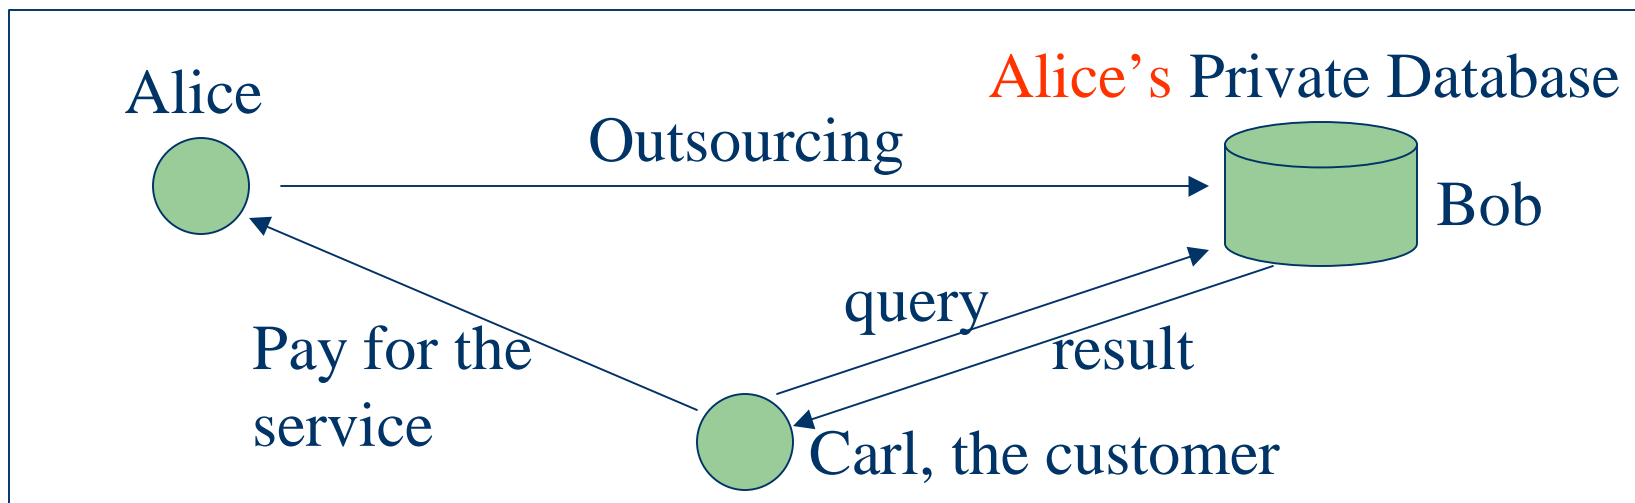 Alice’s Private Database
Alice
Outsourcing
Bob
query
Pay for the
result
service
Carl, the customer